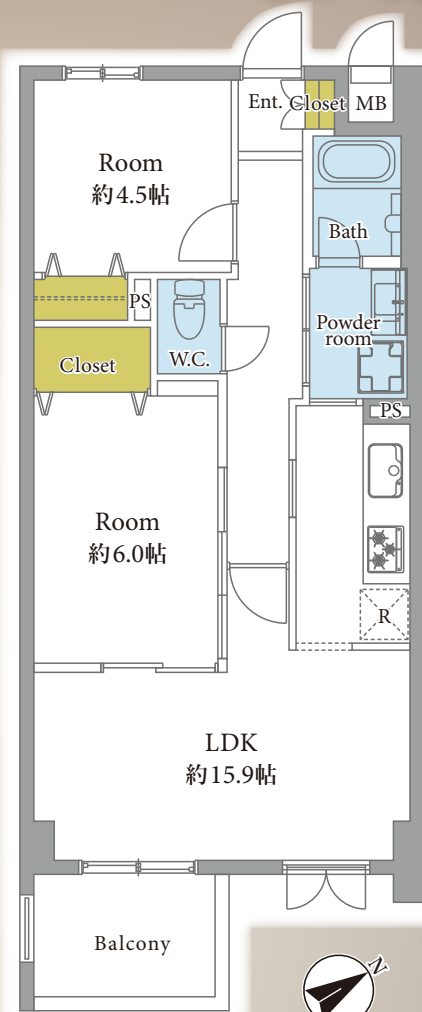 Ent.
Closet
MB
Room
約4.5帖
Bath
PS
W.C.
Powder
room
Closet
PS
Room
約6.0帖
R
LDK
約15.9帖
Balcony
N